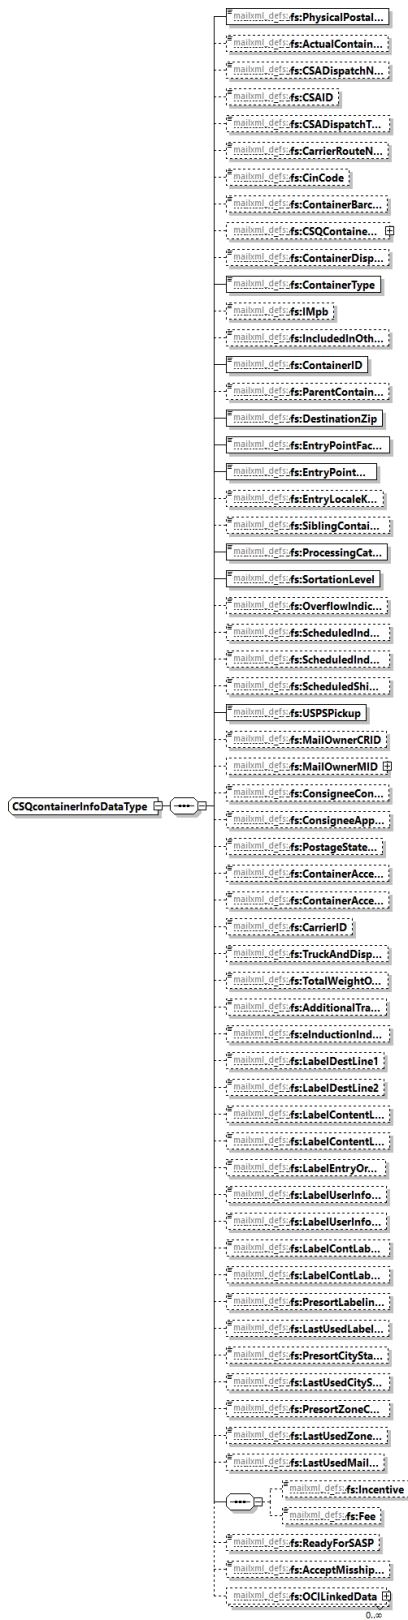 mailxml_defs:fs:PhysicalPostal...
mailxml_defs:fs:ActualContain...
mailxml_defs:fs:CSADispatchN...
mailxml_defs:fs:CSAID
mailxml_defs:fs:CSADispatchT...
mailxml_defs:fs:CarrierRouteN...
mailxml_defs:fs:CinCode
mailxml_defs:fs:ContainerBarc...
mailxml_defs:fs:CSQContaine...
mailxml_defs:fs:ContainerDisp...
mailxml_defs:fs:ContainerType
mailxml_defs:fs:IMpb
mailxml_defs:fs:IncludedInOth...
mailxml_defs:fs:ContainerID
mailxml_defs:fs:ParentContain...
mailxml_defs:fs:DestinationZip
mailxml_defs:fs:EntryPointFac...
mailxml_defs:fs:EntryPoint...
mailxml_defs:fs:EntryLocaleK...
mailxml_defs:fs:SiblingContai...
mailxml_defs:fs:ProcessingCat...
mailxml_defs:fs:SortationLevel
mailxml_defs:fs:OverflowIndic...
mailxml_defs:fs:ScheduledInd...
mailxml_defs:fs:ScheduledInd...
mailxml_defs:fs:ScheduledShi...
mailxml_defs:fs:USPSPickup
mailxml_defs:fs:MailOwnerCRID
mailxml_defs:fs:MailOwnerMID
mailxml_defs:fs:ConsigneeCon...
CSQcontainerInfoDataType
mailxml_defs:fs:ConsigneeApp...
mailxml_defs:fs:PostageState...
mailxml_defs:fs:ContainerAcce...
mailxml_defs:fs:ContainerAcce...
mailxml_defs:fs:CarrierID
mailxml_defs:fs:TruckAndDisp...
mailxml_defs:fs:TotalWeightO...
mailxml_defs:fs:AdditionalTra...
mailxml_defs:fs:eInductionInd...
mailxml_defs:fs:LabelDestLine1
mailxml_defs:fs:LabelDestLine2
mailxml_defs:fs:LabelContentL...
mailxml_defs:fs:LabelContentL...
mailxml_defs:fs:LabelEntryOr...
mailxml_defs:fs:LabelUserInfo...
mailxml_defs:fs:LabelUserInfo...
mailxml_defs:fs:LabelContLab...
mailxml_defs:fs:LabelContLab...
mailxml_defs:fs:PresortLabelin...
mailxml_defs:fs:LastUsedLabel...
mailxml_defs:fs:PresortCitySta...
mailxml_defs:fs:LastUsedCityS...
mailxml_defs:fs:PresortZoneC...
mailxml_defs:fs:LastUsedZone...
mailxml_defs:fs:LastUsedMail...
mailxml_defs:fs:Incentive
mailxml_defs:fs:Fee
mailxml_defs:fs:ReadyForSASP
mailxml_defs:fs:AcceptMisship...
mailxml_defs:fs:OCILinkedData
0..∞